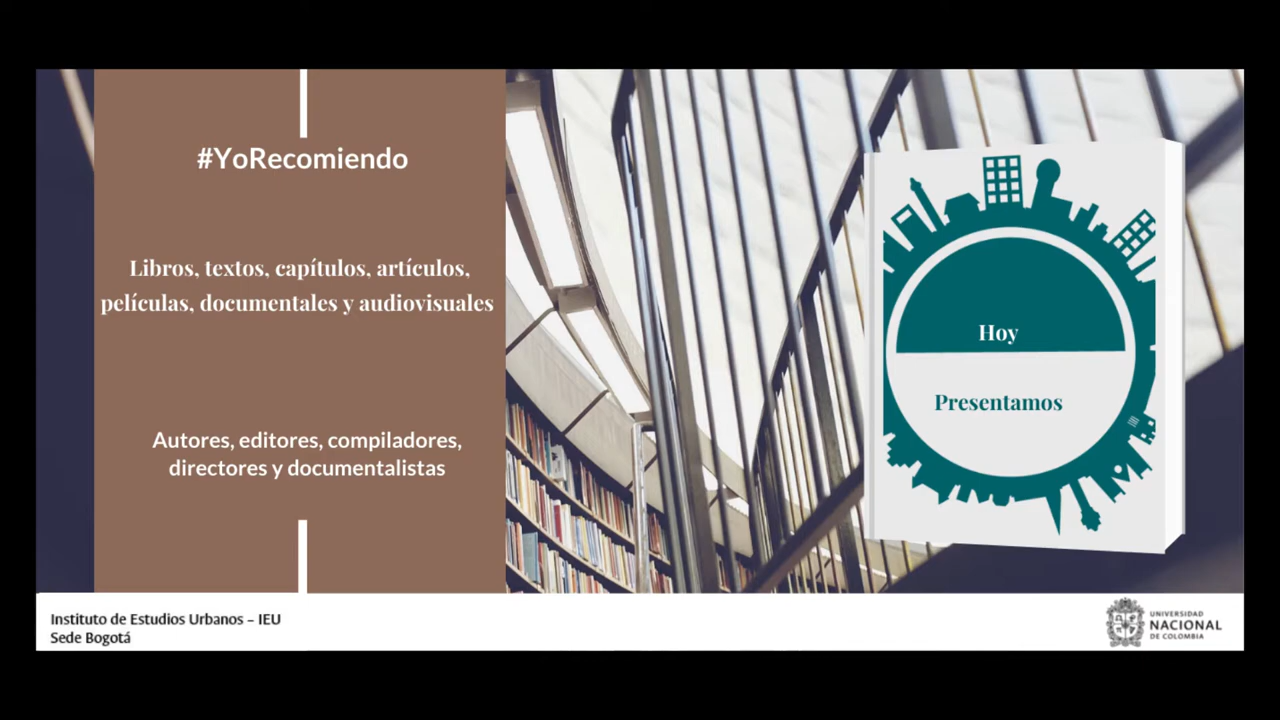 #YoRecomiendo
Libros, textos, capítulos, artículos,
películas, documentales y audiovisuales
Autores, editores, compiladores,
directores y documentalistas
Hoy
Presentamos
Instituto de Estudios Urbanos – IEU
Sede Bogotá
UNIVERSIDAD
NACIONAL
DE COLOMBIA